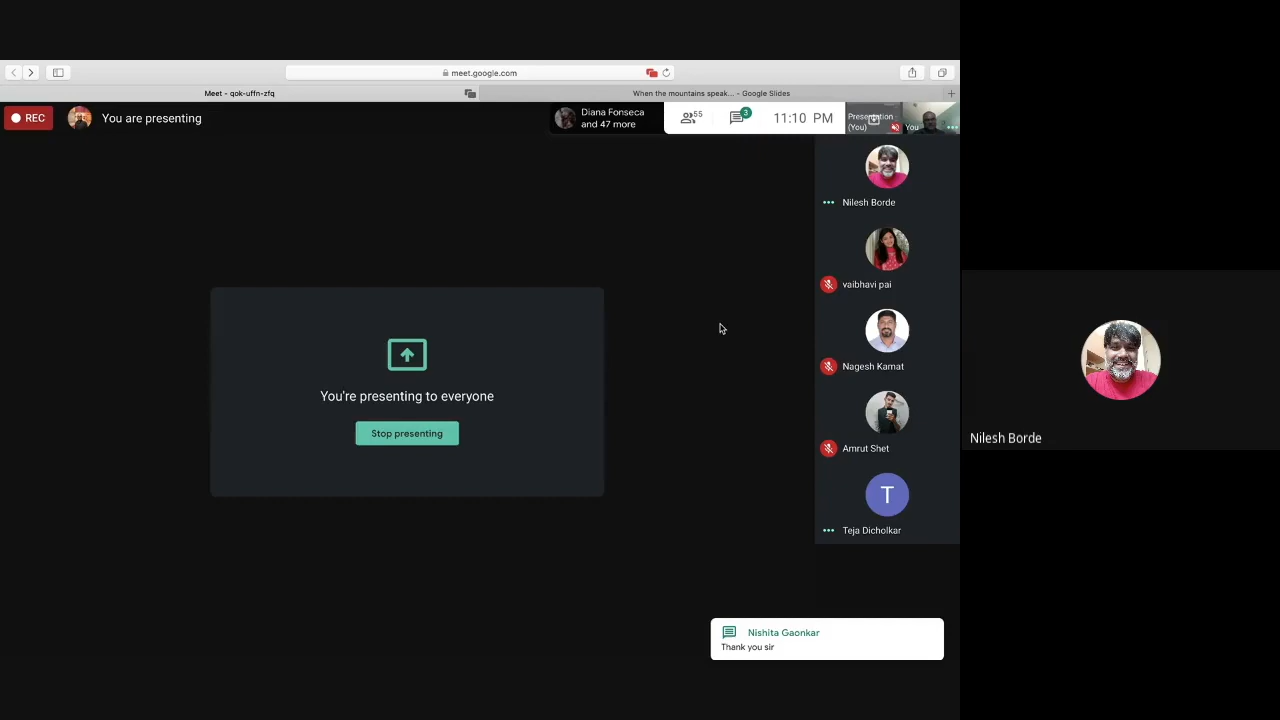 meet.google.com
Meet - qok-uffn-zfq
When the mountains speak... - Google Slides
REC
You are presenting
Diana Fonseca
and 47 more
55
3
11:10 PM
Presentation
(You)
You
Nilesh Borde
vaibhavi pai
Nagesh Kamat
Amrut Shet
T
Teja Dicholkar
You're presenting to everyone
Stop presenting
Nilesh Borde
Nishita Gaonkar
Thank you sir